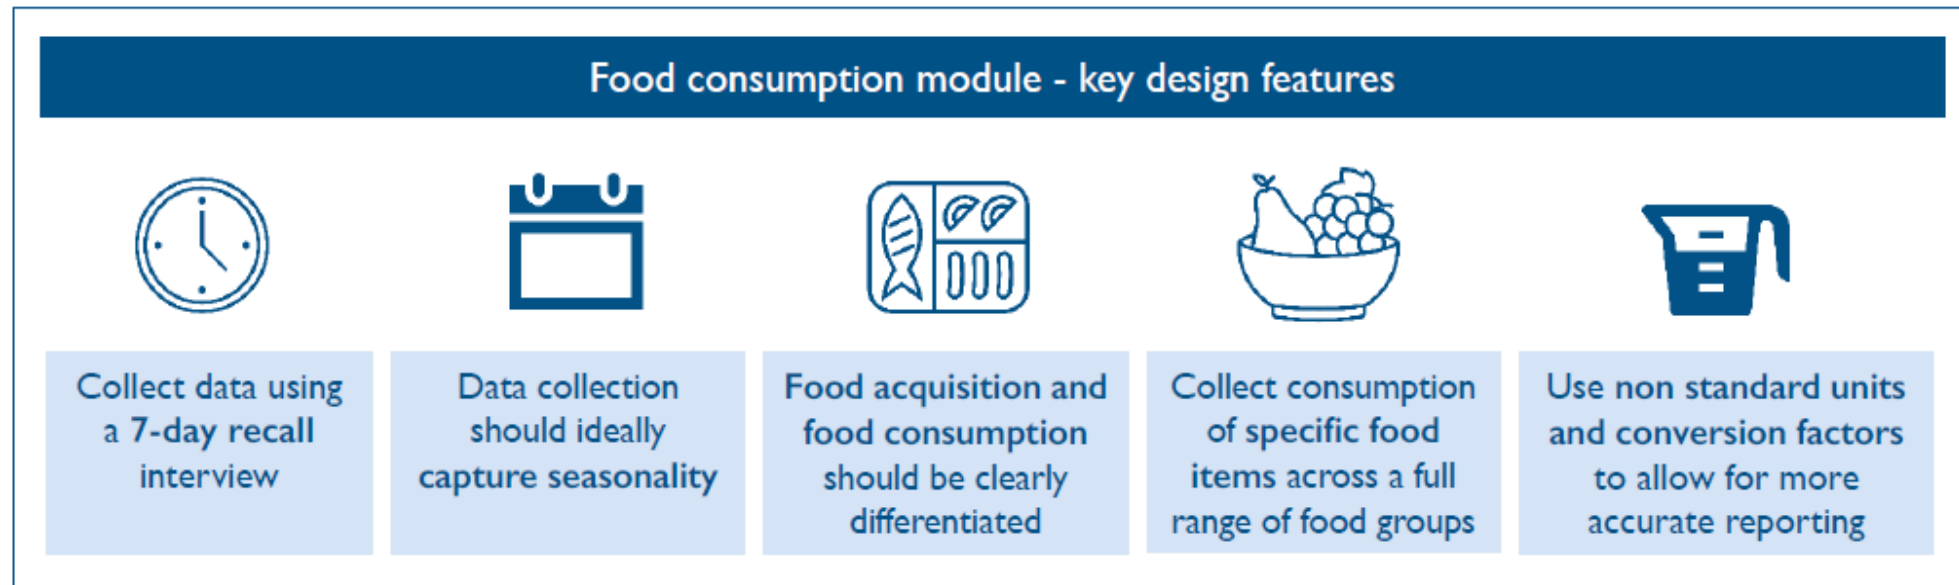 Food consumption module - key design features
Collect data using
a 7-day recall
interview
Data collection
should ideally
capture seasonality
Food acquisition and
food consumption
should be clearly
differentiated
Collect consumption
of specific food
items across a full
range of food groups
Use non standard units
and conversion factors
to allow for more
accurate reporting